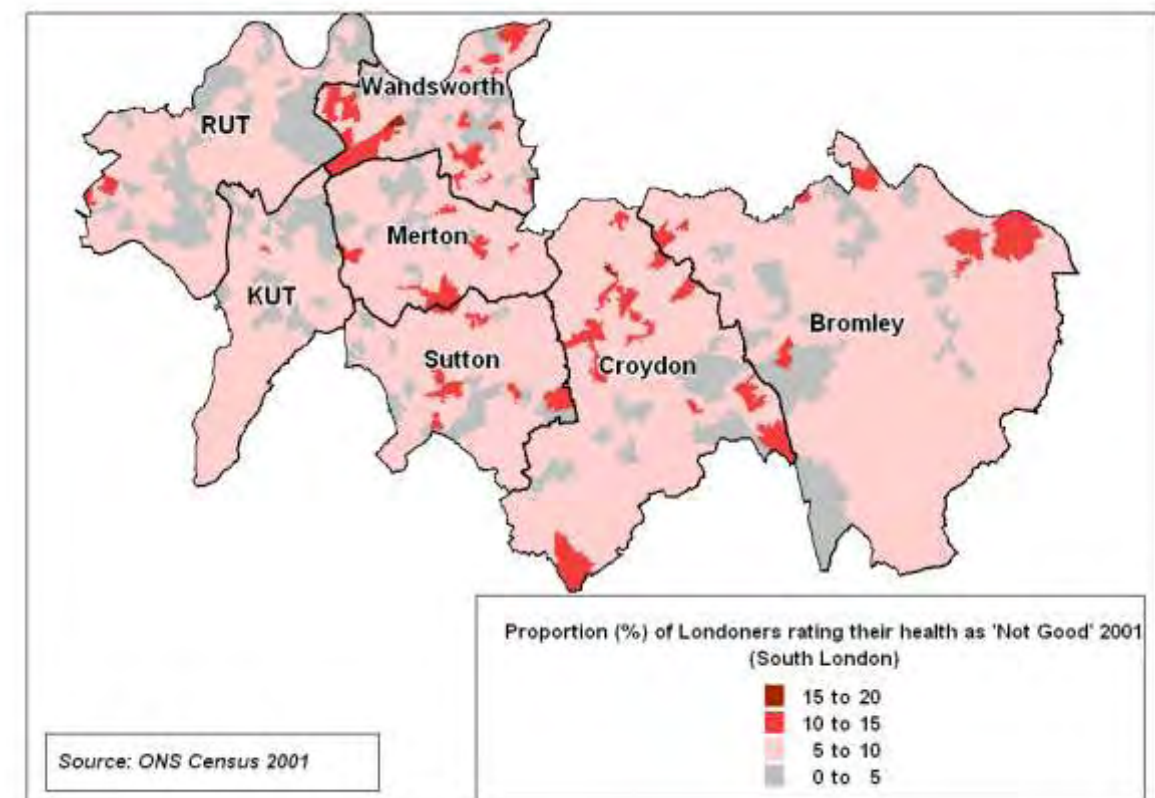 Wandsworth
RUT
Merton
KUT
Bromley
Sutton
Croydon
Proportion (%) of Londoners rating their health as 'Not Good' 2001
(South London)
15 to 20
10 to 15
5 to 10
0 to 5
Source: ONS Census 2001